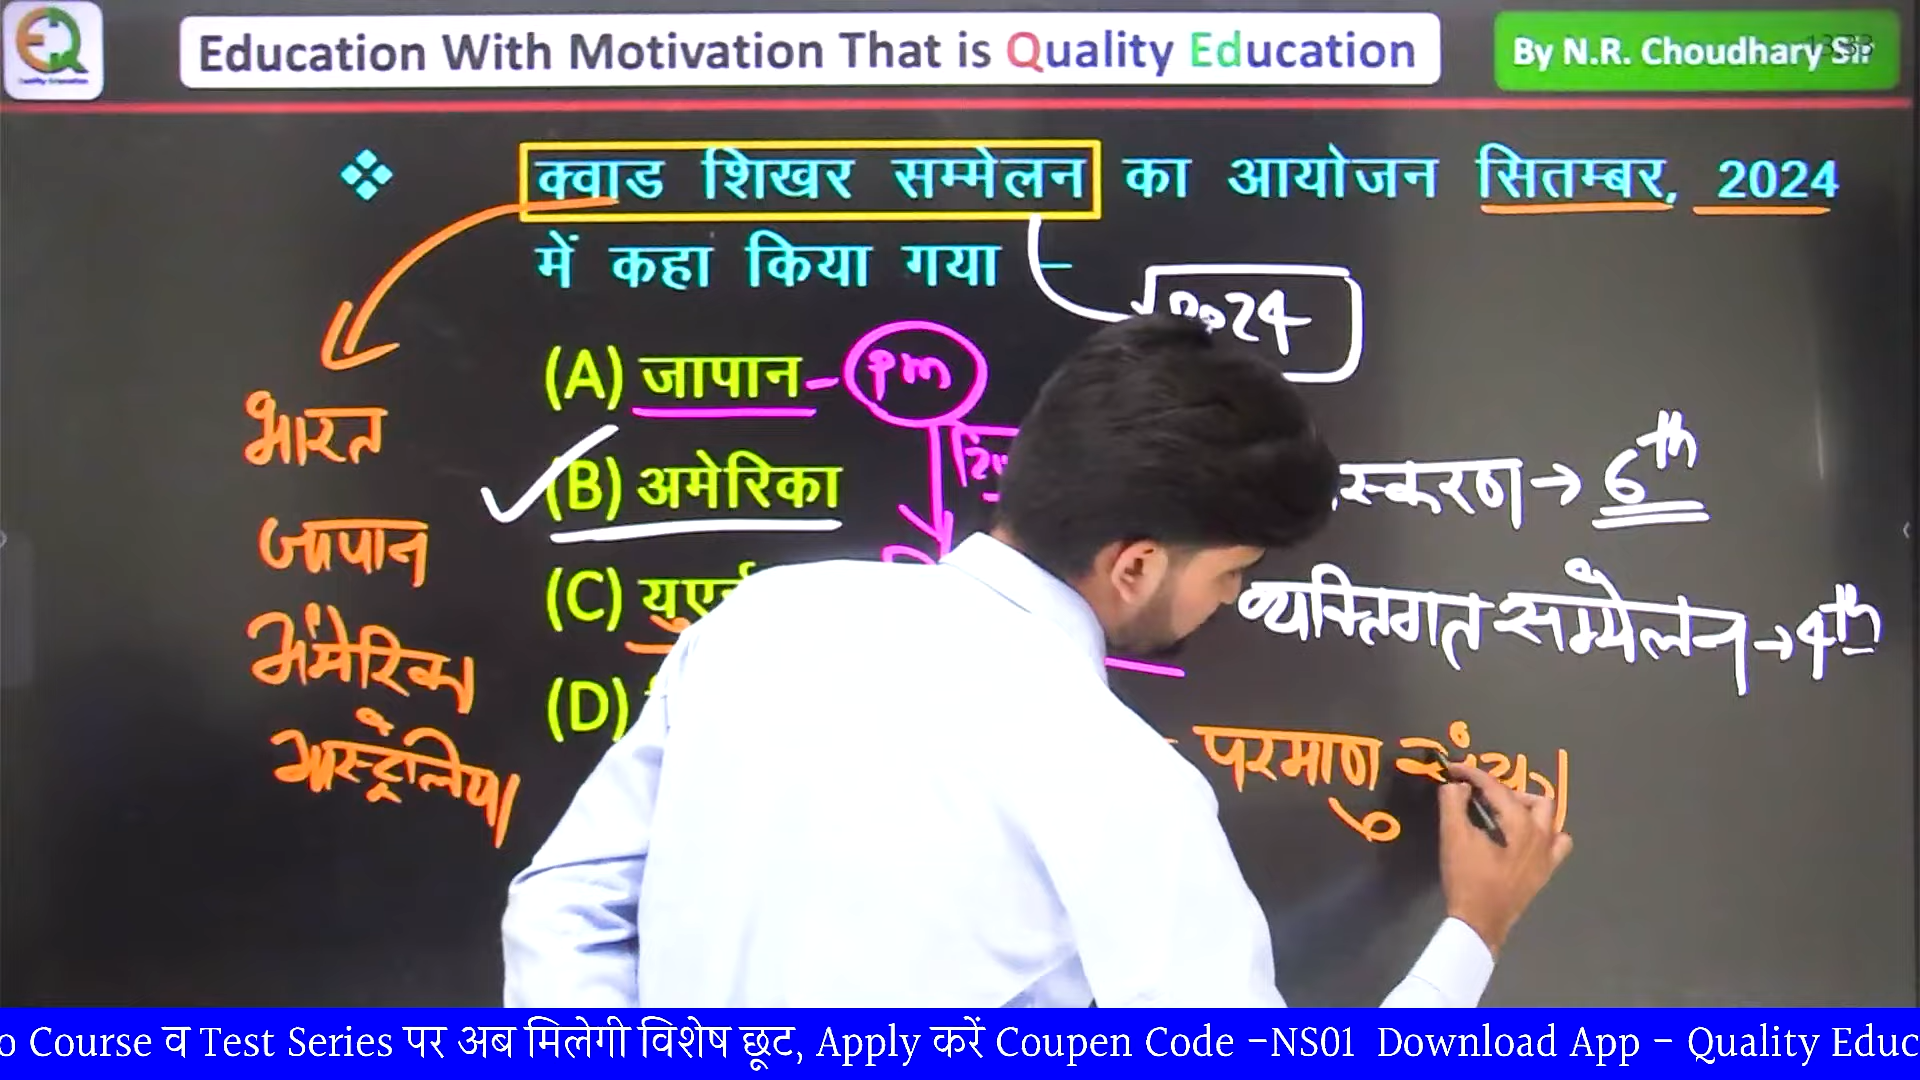 EQ
Education With Motivation That is Quality Education
By N.R. Choudhary Sir
❖ क्वाड शिखर सम्मेलन का आयोजन सितम्बर, 2024
में कहा किया गया –
2024
(A) जापान – pm
(B) अमेरिका
(C)
(D)
भारत
जापान
अमेरिका
आस्ट्रेलिया
→ 6th
व्यक्तिगत सम्मेलन → 4th
परमाणु
o Course व Test Series पर अब मिलेगी विशेष छूट, Apply करें Coupen Code -NS01 Download App - Quality Educ